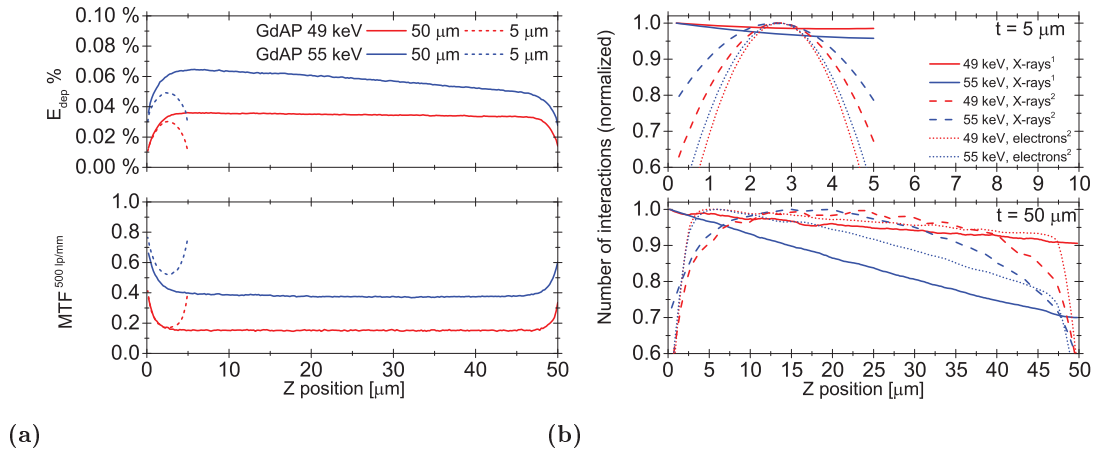 0.10 %
0.08 %
0.06 %
0.04 %
0.02 %
0.00 %
E_dep %
GdAP 49 keV 50 μm 5 μm
GdAP 55 keV 50 μm 5 μm
1.0
0.8
0.6
0.4
0.2
0.0
MTF^500 lp/mm
0 10 20 30 40 50
Z position [μm]
(a)
Number of interactions (normalized)
1.0
0.9
0.8
0.7
0.6
t = 5 μm
49 keV, X-rays¹
55 keV, X-rays¹
49 keV, X-rays²
55 keV, X-rays²
49 keV, electrons²
55 keV, electrons²
0 1 2 3 4 5 6 7 8 9 10
1.0
0.9
0.8
0.7
0.6
t = 50 μm
0 5 10 15 20 25 30 35 40 45 50
Z position [μm]
(b)